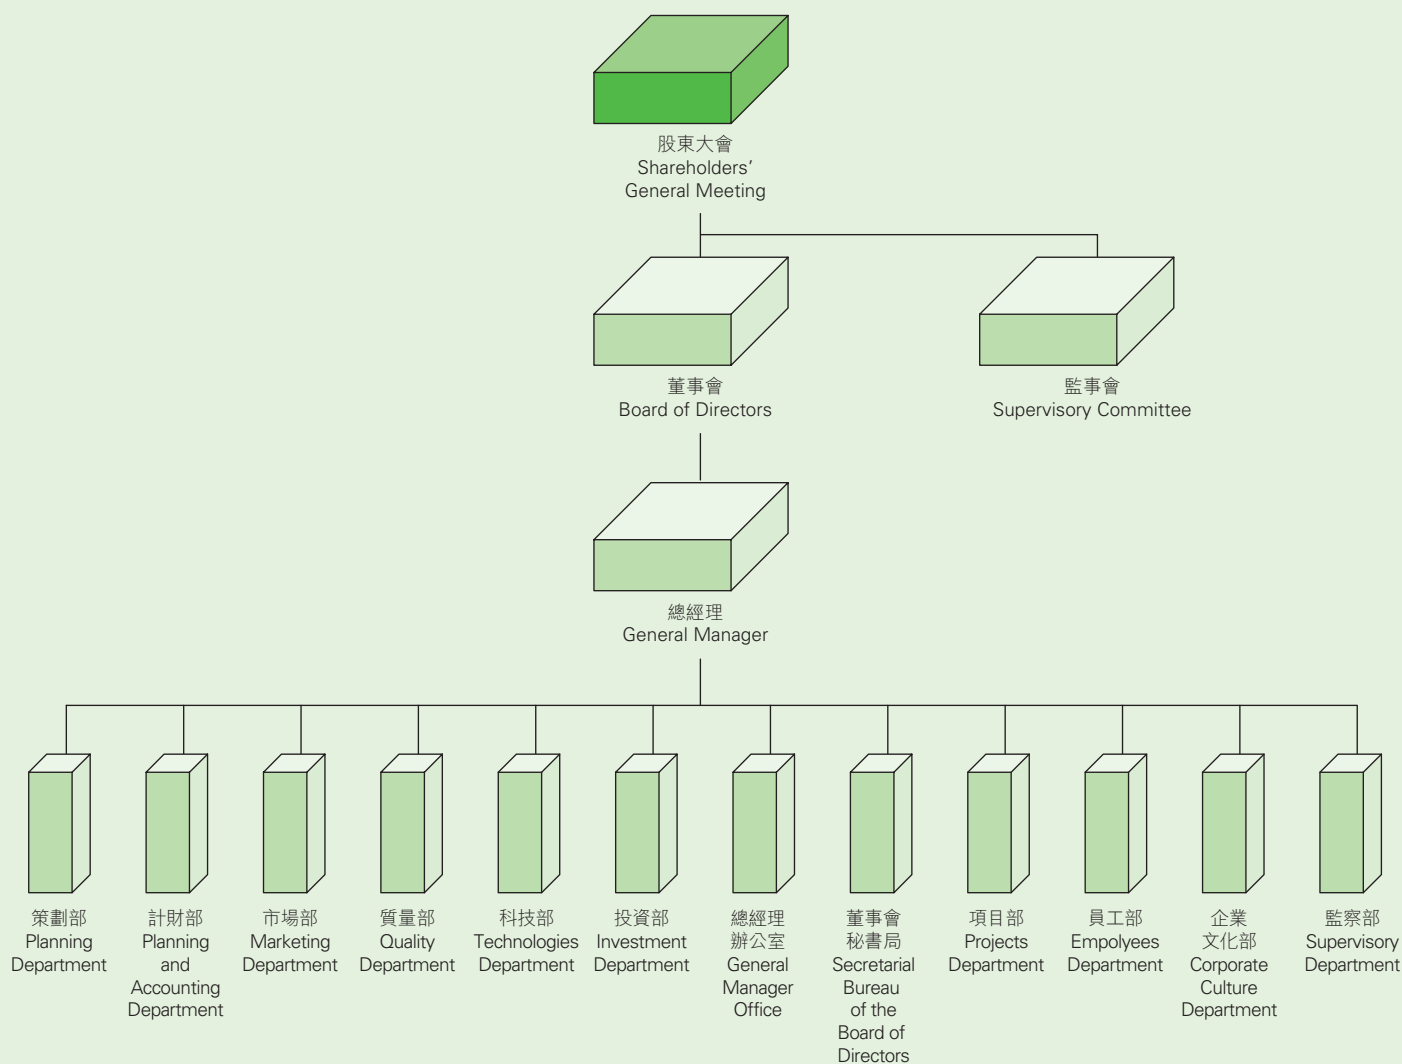 股東大會
Shareholders'
General Meeting
董事會
Board of Directors
監事會
Supervisory Committee
總經理
General Manager
策劃部
Planning
Department
計財部
Planning
and
Accounting
Department
市場部
Marketing
Department
質量部
Quality
Department
科技部
Technologies
Department
投資部
Investment
Department
總經理
辦公室
General
Manager
Office
董事會
秘書局
Secretarial
Bureau
of the
Board of
Directors
項目部
Projects
Department
員工部
Empolyees
Department
企業
文化部
Corporate
Culture
Department
監察部
Supervisory
Department